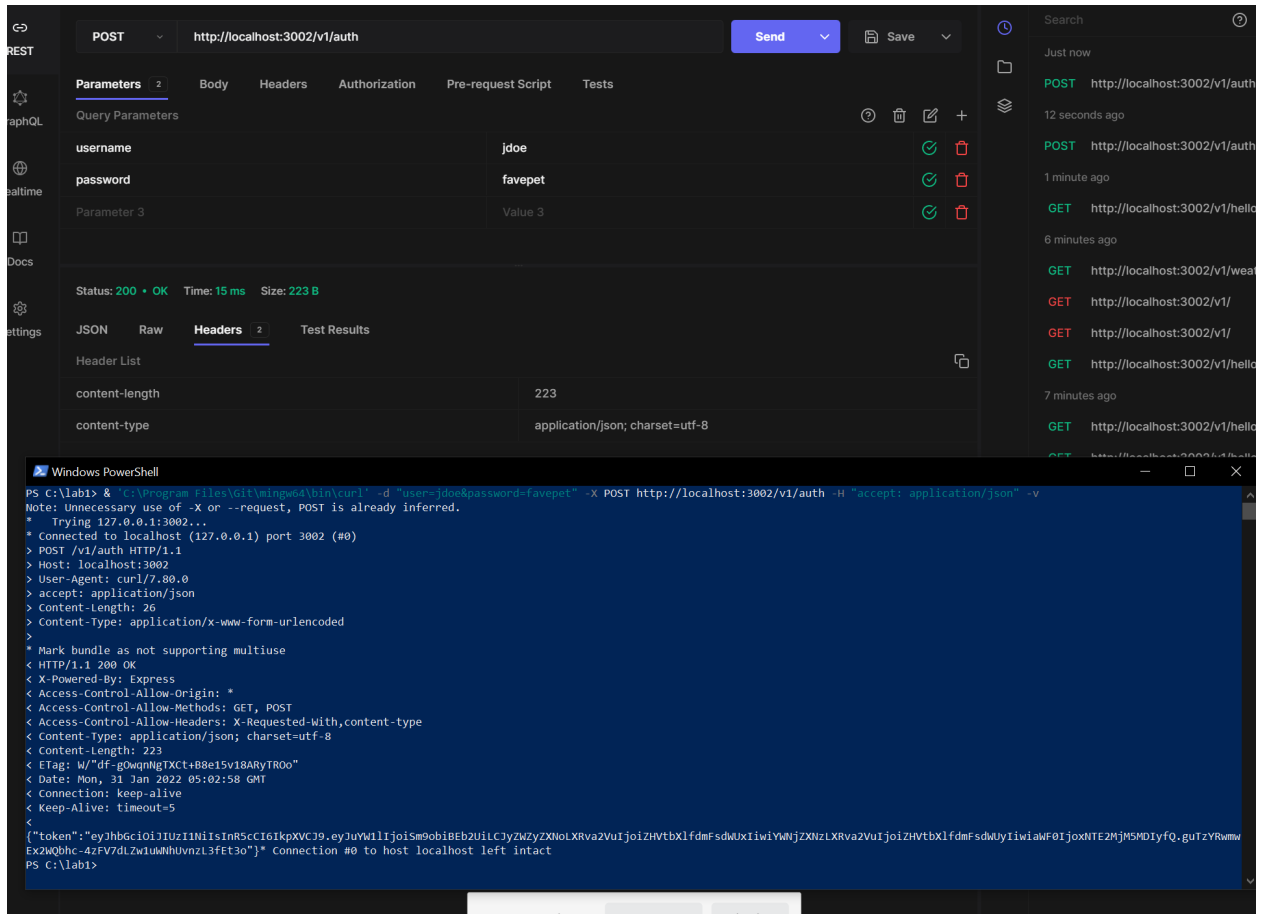 REST
raphQL
ealtime
Docs
ettings
POST http://localhost:3002/v1/auth Send Save
Parameters 2 Body Headers Authorization Pre-request Script Tests
Query Parameters
username jdoe
password favepet
Parameter 3 Value 3
Status: 200 • OK Time: 15 ms Size: 223 B
JSON Raw Headers 2 Test Results
Header List
content-length 223
content-type application/json; charset=utf-8
Search
Just now
POST http://localhost:3002/v1/auth
12 seconds ago
POST http://localhost:3002/v1/auth
1 minute ago
GET http://localhost:3002/v1/hello
6 minutes ago
GET http://localhost:3002/v1/weat
GET http://localhost:3002/v1/
GET http://localhost:3002/v1/
GET http://localhost:3002/v1/hello
7 minutes ago
GET http://localhost:3002/v1/hello
GET http://localhost:3002/v1/hello
Windows PowerShell
PS C:\lab1> & 'C:\Program Files\Git\mingw64\bin\curl' -d "user=jdoe&password=favepet" -X POST http://localhost:3002/v1/auth -H "accept: application/json" -v
Note: Unnecessary use of -X or --request, POST is already inferred.
* Trying 127.0.0.1:3002...
* Connected to localhost (127.0.0.1) port 3002 (#0)
> POST /v1/auth HTTP/1.1
> Host: localhost:3002
> User-Agent: curl/7.80.0
> accept: application/json
> Content-Length: 26
> Content-Type: application/x-www-form-urlencoded
>
* Mark bundle as not supporting multiuse
< HTTP/1.1 200 OK
< X-Powered-By: Express
< Access-Control-Allow-Origin: *
< Access-Control-Allow-Methods: GET, POST
< Access-Control-Allow-Headers: X-Requested-With,content-type
< Content-Type: application/json; charset=utf-8
< Content-Length: 223
< ETag: W/"df-gOwqnNgTXCt+B8e15v18ARyTROo"
< Date: Mon, 31 Jan 2022 05:02:58 GMT
< Connection: keep-alive
< Keep-Alive: timeout=5
<
{"token":"eyJhbGciOiJIUzI1NiIsInR5cCI6IkpXVCJ9.eyJuYW1lIjoiSm9obiBEb2UiLCJyZWZyZXNoLXRva2VuIjoiZHVtbXlfdmFsdWUxIiwiYWNjZXNzLXRva2VuIjoiZHVtbXlfdmFsdWUyIiwiaWF0IjoxNTE2MjM5MDIyfQ.guTzYRwmw
Ex2WQbhc-4zFV7dLZw1uWNhUvnzL3fEt3o"}* Connection #0 to host localhost left intact
PS C:\lab1>